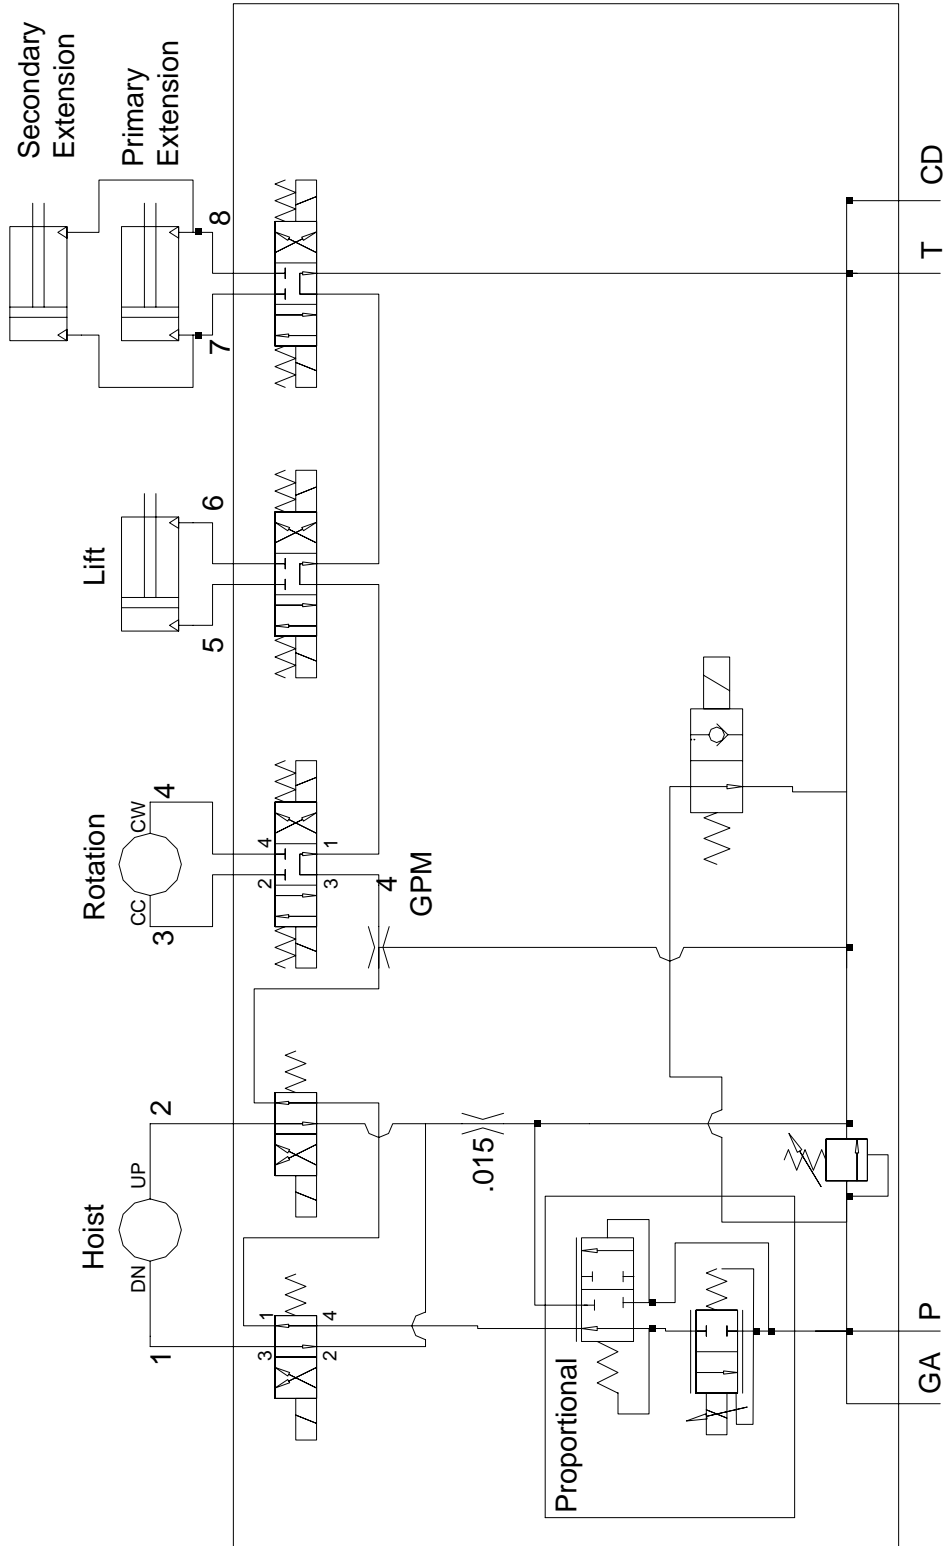 Secondary
Extension
Primary
Extension
8
7
Lift
6
5
Rotation
CW
4
CC
3
4
2
1
3
4
GPM
Hoist
UP
2
DN
1
1
4
3
2
.015
Proportional
CD
T
P
GA